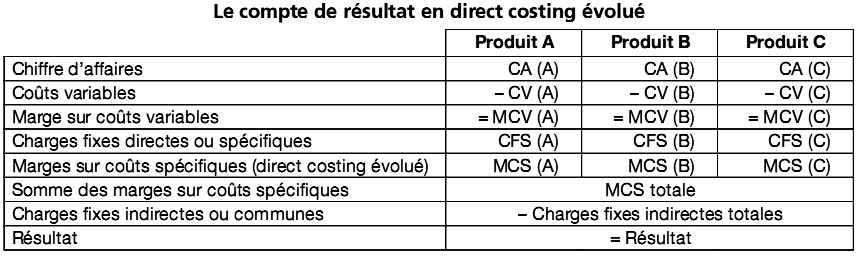 Le compte de résultat en direct costing évolué
Produit A Produit B Produit C
Chiffre d’affaires CA (A) CA (B) CA (C)
Coûts variables – CV (A) – CV (B) – CV (C)
Marge sur coûts variables = MCV (A) = MCV (B) = MCV (C)
Charges fixes directes ou spécifiques CFS (A) CFS (B) CFS (C)
Marges sur coûts spécifiques (direct costing évolué) MCS (A) MCS (B) MCS (C)
Somme des marges sur coûts spécifiques MCS totale
Charges fixes indirectes ou communes – Charges fixes indirectes totales
Résultat = Résultat